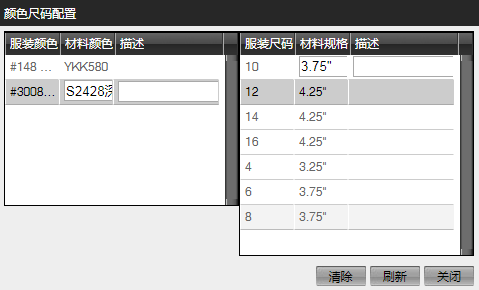 颜色尺码配置
服装颜色 材料颜色 描述
#148 ... YKK580
#3008... S2428深
服装尺码 材料规格 描述
10 3.75"
12 4.25"
14 4.25"
16 4.25"
4 3.25"
6 3.75"
8 3.75"
清除 刷新 关闭